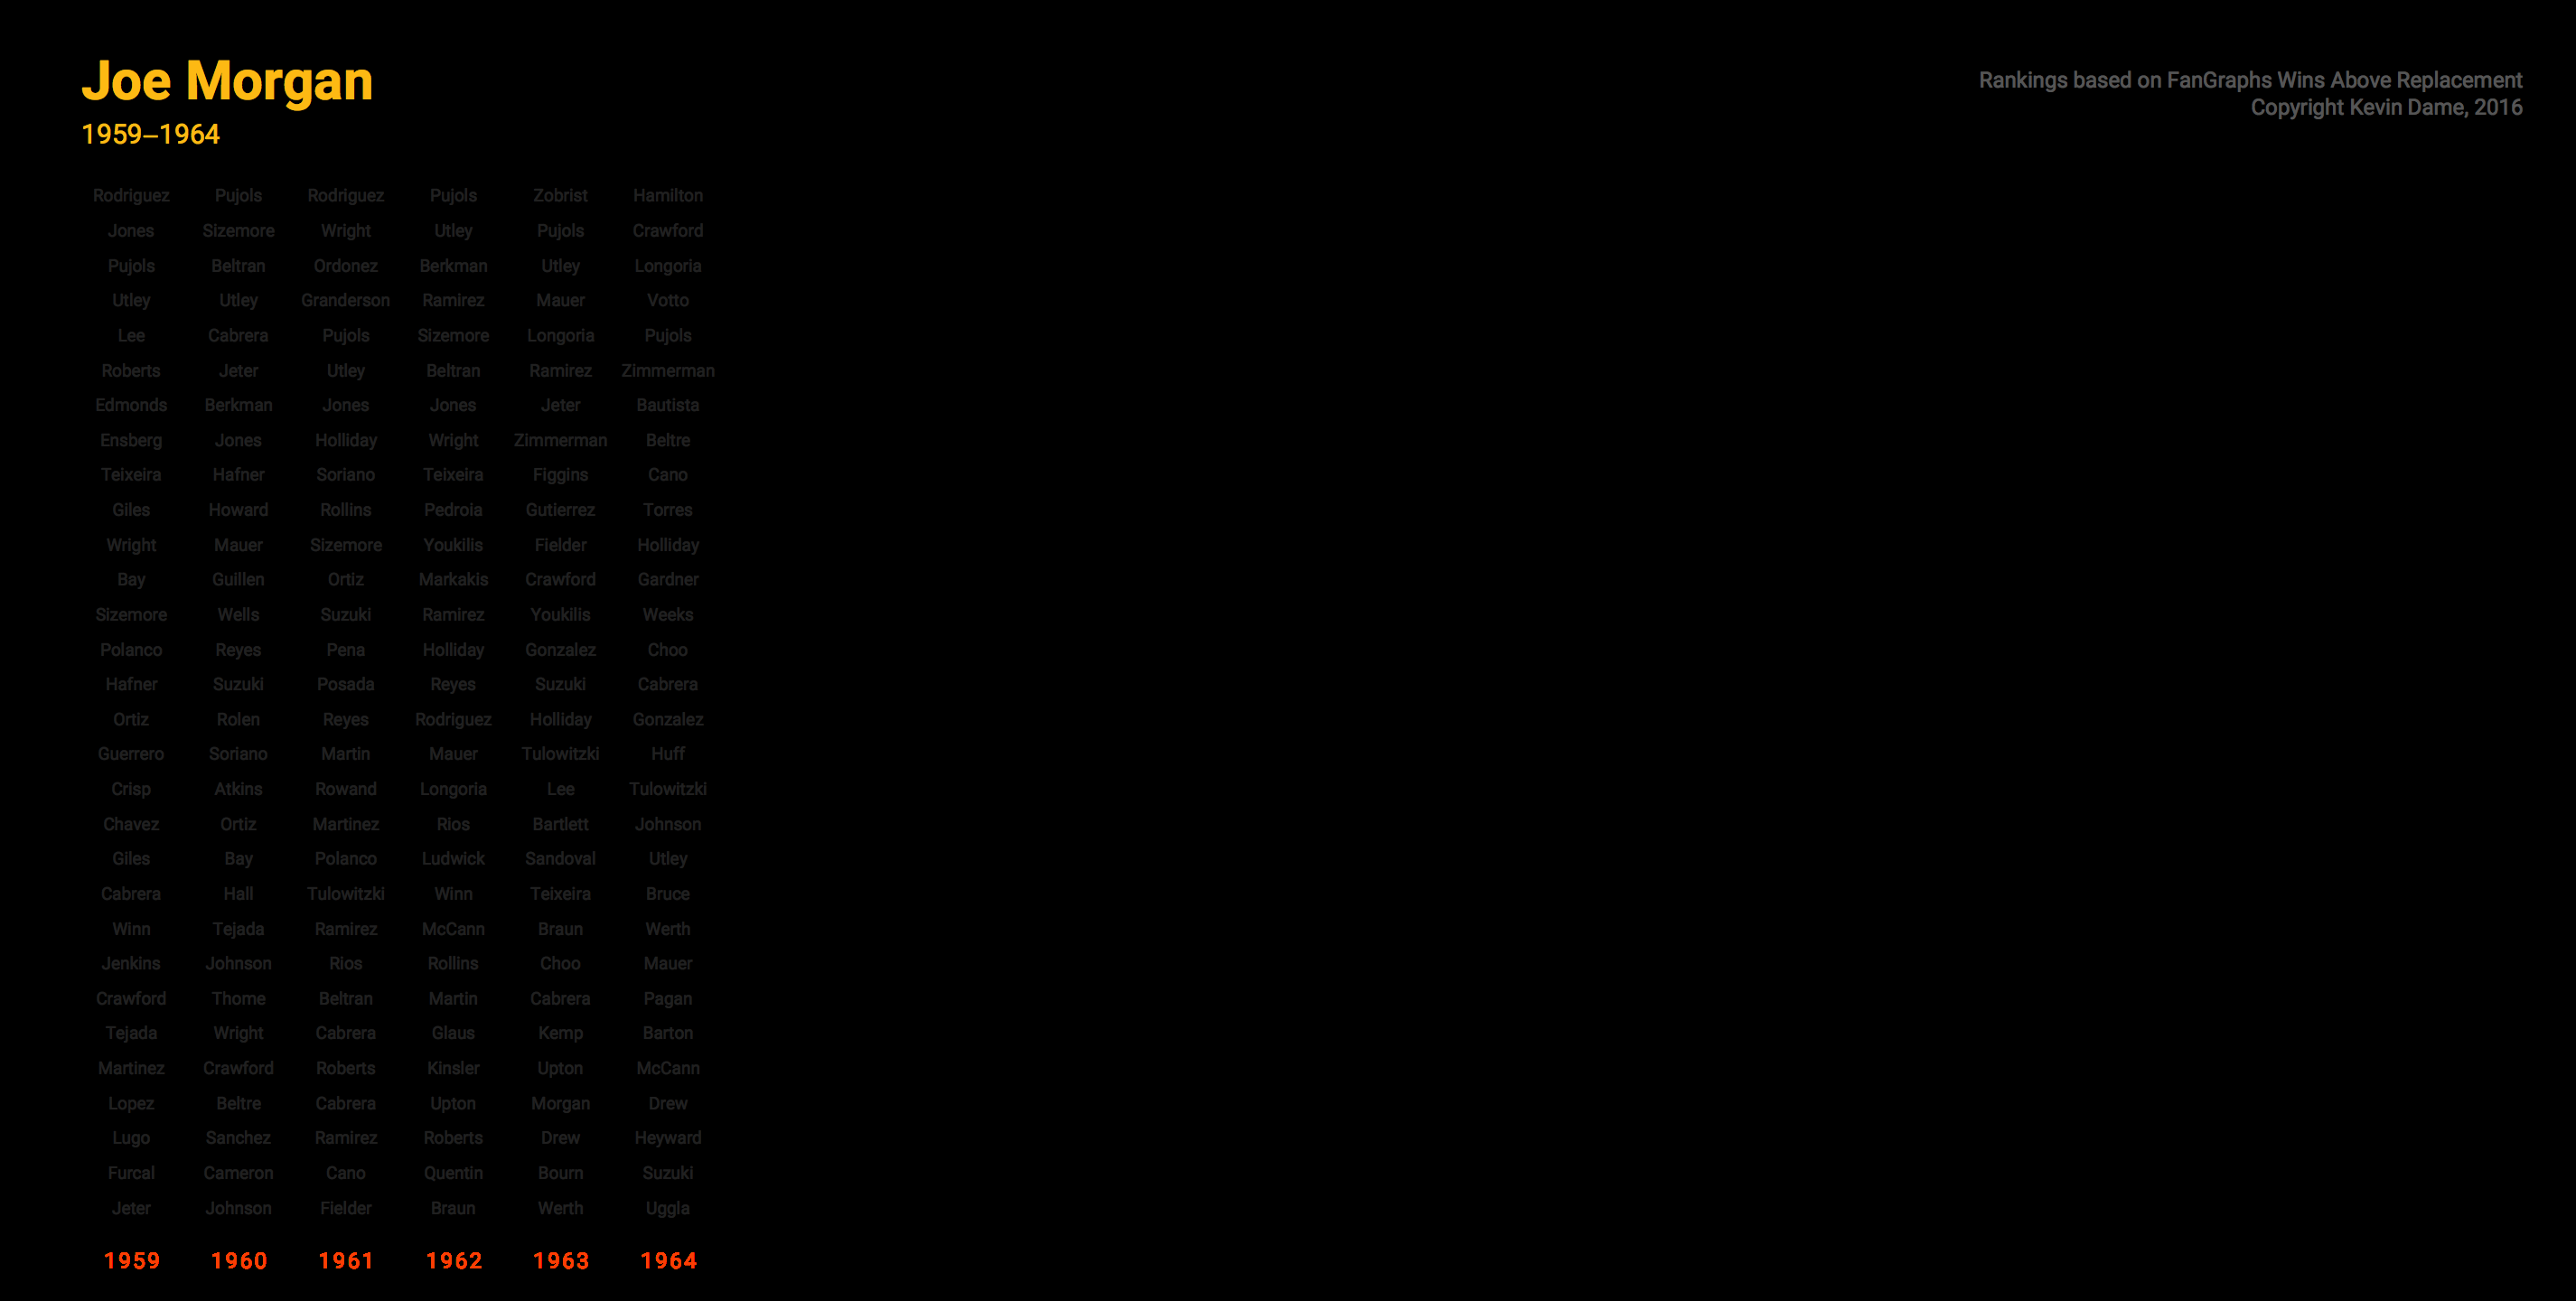 Joe Morgan
1959–1964
Rankings based on FanGraphs Wins Above Replacement
Copyright Kevin Dame, 2016
Rodriguez Pujols Rodriguez Pujols Zobrist Hamilton
Jones Sizemore Wright Utley Pujols Crawford
Pujols Beltran Ordonez Berkman Utley Longoria
Utley Utley Granderson Ramirez Mauer Votto
Lee Cabrera Pujols Sizemore Longoria Pujols
Roberts Jeter Utley Beltran Ramirez Zimmerman
Edmonds Berkman Jones Jones Jeter Bautista
Ensberg Jones Holliday Wright Zimmerman Beltre
Teixeira Hafner Soriano Teixeira Figgins Cano
Giles Howard Rollins Pedroia Gutierrez Torres
Wright Mauer Sizemore Youkilis Fielder Holliday
Bay Guillen Ortiz Markakis Crawford Gardner
Sizemore Wells Suzuki Ramirez Youkilis Weeks
Polanco Reyes Pena Holliday Gonzalez Choo
Hafner Suzuki Posada Reyes Suzuki Cabrera
Ortiz Rolen Reyes Rodriguez Holliday Gonzalez
Guerrero Soriano Martin Mauer Tulowitzki Huff
Crisp Atkins Rowand Longoria Lee Tulowitzki
Chavez Ortiz Martinez Rios Bartlett Johnson
Giles Bay Polanco Ludwick Sandoval Utley
Cabrera Hall Tulowitzki Winn Teixeira Bruce
Winn Tejada Ramirez McCann Braun Werth
Jenkins Johnson Rios Rollins Choo Mauer
Crawford Thome Beltran Martin Cabrera Pagan
Tejada Wright Cabrera Glaus Kemp Barton
Martinez Crawford Roberts Kinsler Upton McCann
Lopez Beltre Cabrera Upton Morgan Drew
Lugo Sanchez Ramirez Roberts Drew Heyward
Furcal Cameron Cano Quentin Bourn Suzuki
Jeter Johnson Fielder Braun Werth Uggla
1959 1960 1961 1962 1963 1964